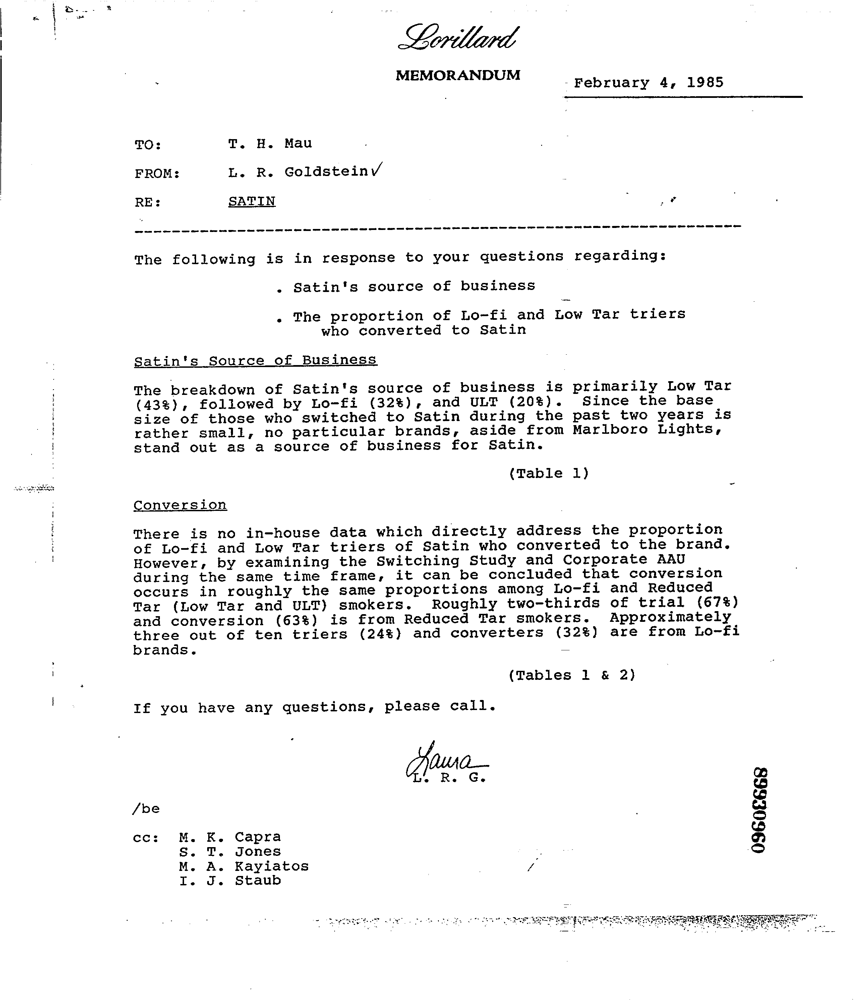 Lorillard
MEMORANDUM
February 4, 1985
TO: T. H. Mau
FROM: L. R. Goldstein✓
RE: SATIN
The following is in response to your questions regarding:
. Satin's source of business
. The proportion of Lo-fi and Low Tar triers
who converted to Satin
Satin's Source of Business
The breakdown of Satin's source of business is primarily Low Tar
(43%), followed by Lo-fi (32%), and ULT (20%). Since the base
size of those who switched to Satin during the past two years is
rather small, no particular brands, aside from Marlboro Lights,
stand out as a source of business for Satin.
(Table 1)
Conversion
There is no in-house data which directly address the proportion
of Lo-fi and Low Tar triers of Satin who converted to the brand.
However, by examining the Switching Study and Corporate AAU
during the same time frame, it can be concluded that conversion
occurs in roughly the same proportions among Lo-fi and Reduced
Tar (Low Tar and ULT) smokers. Roughly two-thirds of trial (67%)
and conversion (63%) is from Reduced Tar smokers. Approximately
three out of ten triers (24%) and converters (32%) are from Lo-fi
brands.
(Tables 1 & 2)
If you have any questions, please call.
Laura
L. R. G.
/be
cc: M. K. Capra
S. T. Jones
M. A. Kayiatos
I. J. Staub
89930960